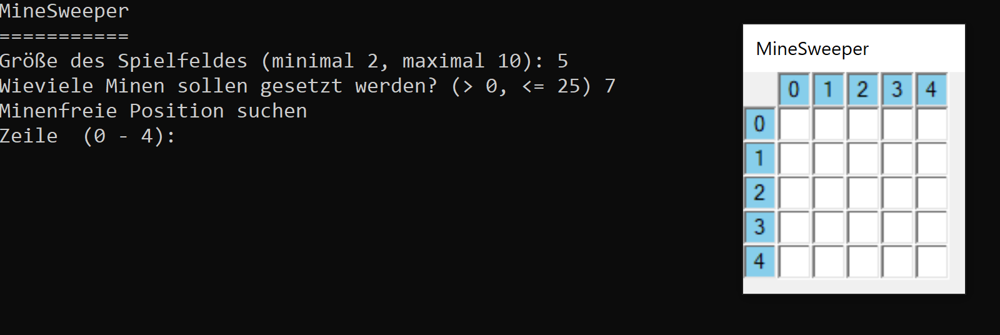 MineSweeper
===========
Größe des Spielfeldes (minimal 2, maximal 10): 5
Wieviele Minen sollen gesetzt werden? (> 0, <= 25) 7
Minenfreie Position suchen
Zeile  (0 - 4):
MineSweeper
0 1 2 3 4
0
1
2
3
4